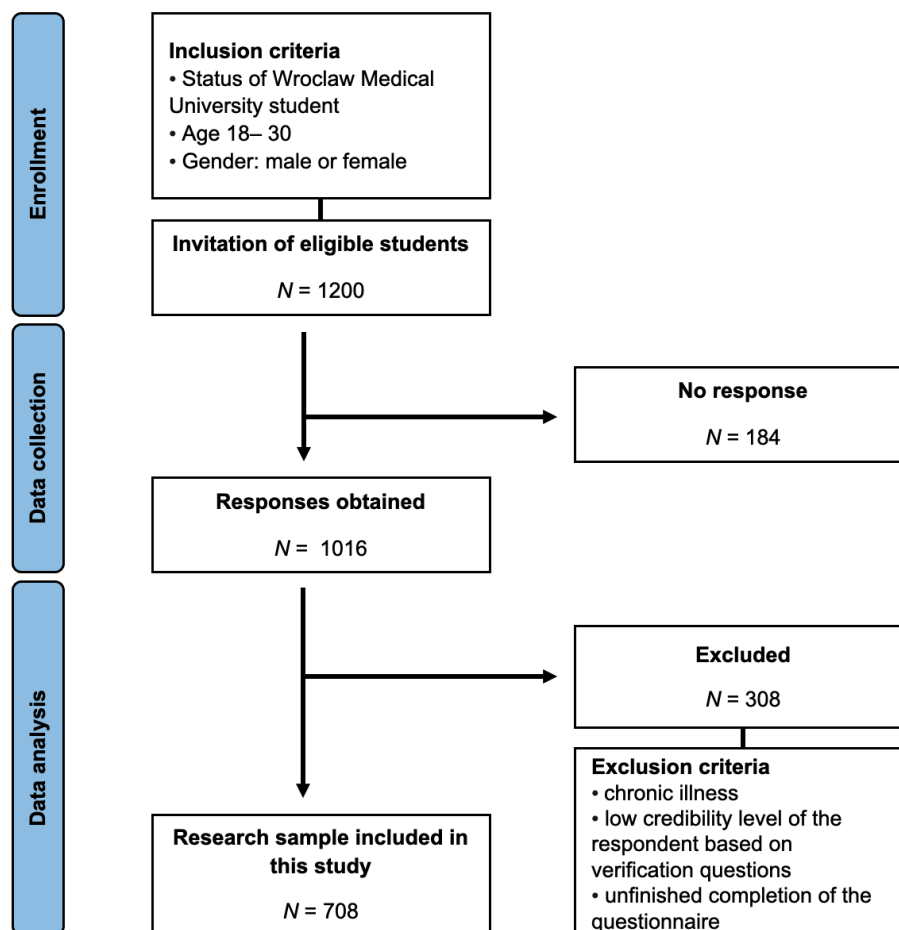 Enrollment
Inclusion criteria
• Status of Wroclaw Medical
University student
• Age 18– 30
• Gender: male or female
Invitation of eligible students
N = 1200
Data collection
No response
N = 184
Responses obtained
N =  1016
Data analysis
Excluded
N = 308
Exclusion criteria
• chronic illness
• low credibility level of the
respondent based on
verification questions
• unfinished completion of the
questionnaire
Research sample included in
this study
N = 708